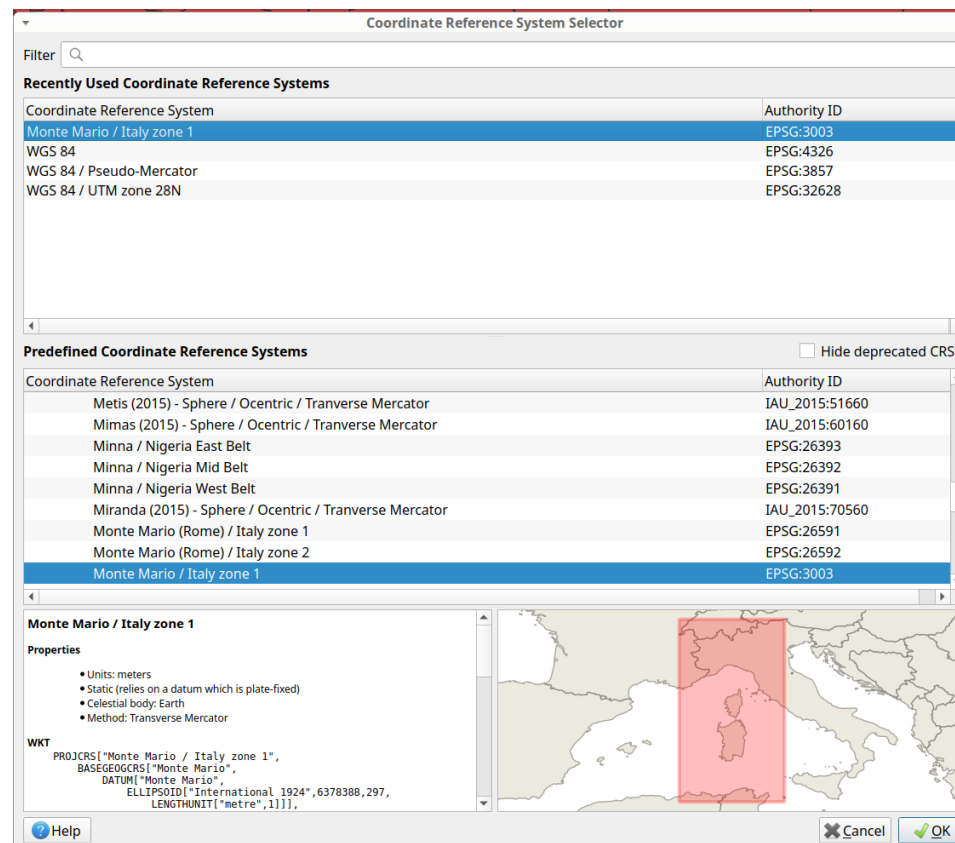 Coordinate Reference System Selector
Filter
Recently Used Coordinate Reference Systems
Coordinate Reference System Authority ID
Monte Mario / Italy zone 1 EPSG:3003
WGS 84 EPSG:4326
WGS 84 / Pseudo-Mercator EPSG:3857
WGS 84 / UTM zone 28N EPSG:32628
Predefined Coordinate Reference Systems Hide deprecated CRS
Coordinate Reference System Authority ID
Metis (2015) - Sphere / Ocentric / Tranverse Mercator IAU_2015:51660
Mimas (2015) - Sphere / Ocentric / Tranverse Mercator IAU_2015:60160
Minna / Nigeria East Belt EPSG:26393
Minna / Nigeria Mid Belt EPSG:26392
Minna / Nigeria West Belt EPSG:26391
Miranda (2015) - Sphere / Ocentric / Tranverse Mercator IAU_2015:70560
Monte Mario (Rome) / Italy zone 1 EPSG:26591
Monte Mario (Rome) / Italy zone 2 EPSG:26592
Monte Mario / Italy zone 1 EPSG:3003
Monte Mario / Italy zone 1
Properties
• Units: meters
• Static (relies on a datum which is plate-fixed)
• Celestial body: Earth
• Method: Transverse Mercator
WKT
PROJCRS["Monte Mario / Italy zone 1",
BASEGEOGCRS["Monte Mario",
DATUM["Monte Mario",
ELLIPSOID["International 1924",6378388,297,
LENGTHUNIT["metre",1]]],
Help Cancel OK